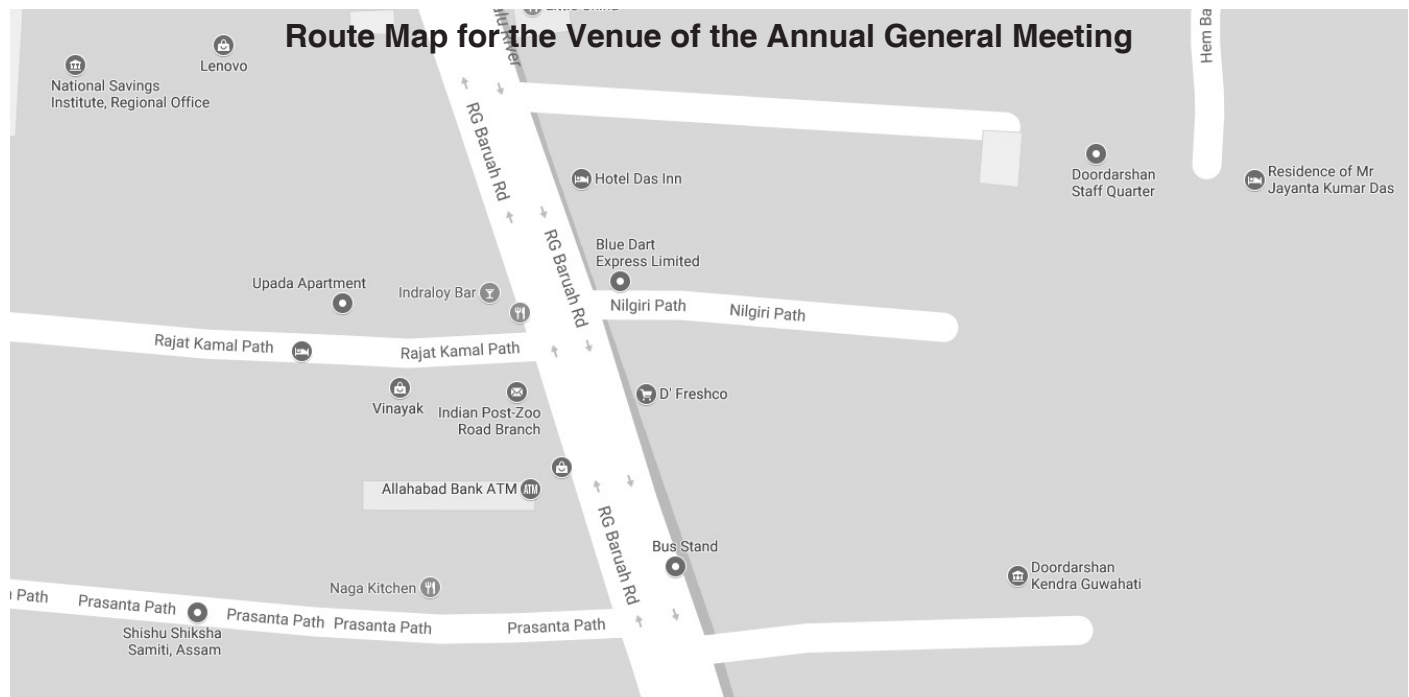 Little China
Route Map for the Venue of the Annual General Meeting
River
Hem Ba
Lenovo
National Savings
Institute, Regional Office
RG Baruah Rd
Hotel Das Inn
Doordarshan
Staff Quarter
Residence of Mr
Jayanta Kumar Das
RG Baruah Rd
Blue Dart
Express Limited
Upada Apartment
Indraloy Bar
Nilgiri Path
Nilgiri Path
Rajat Kamal Path
Rajat Kamal Path
Vinayak
Indian Post-Zoo
Road Branch
D' Freshco
Allahabad Bank ATM
ATM
RG Baruah Rd
Bus Stand
Naga Kitchen
Doordarshan
Kendra Guwahati
Path
Prasanta Path
Prasanta Path
Prasanta Path
Prasanta Path
Shishu Shiksha
Samiti, Assam